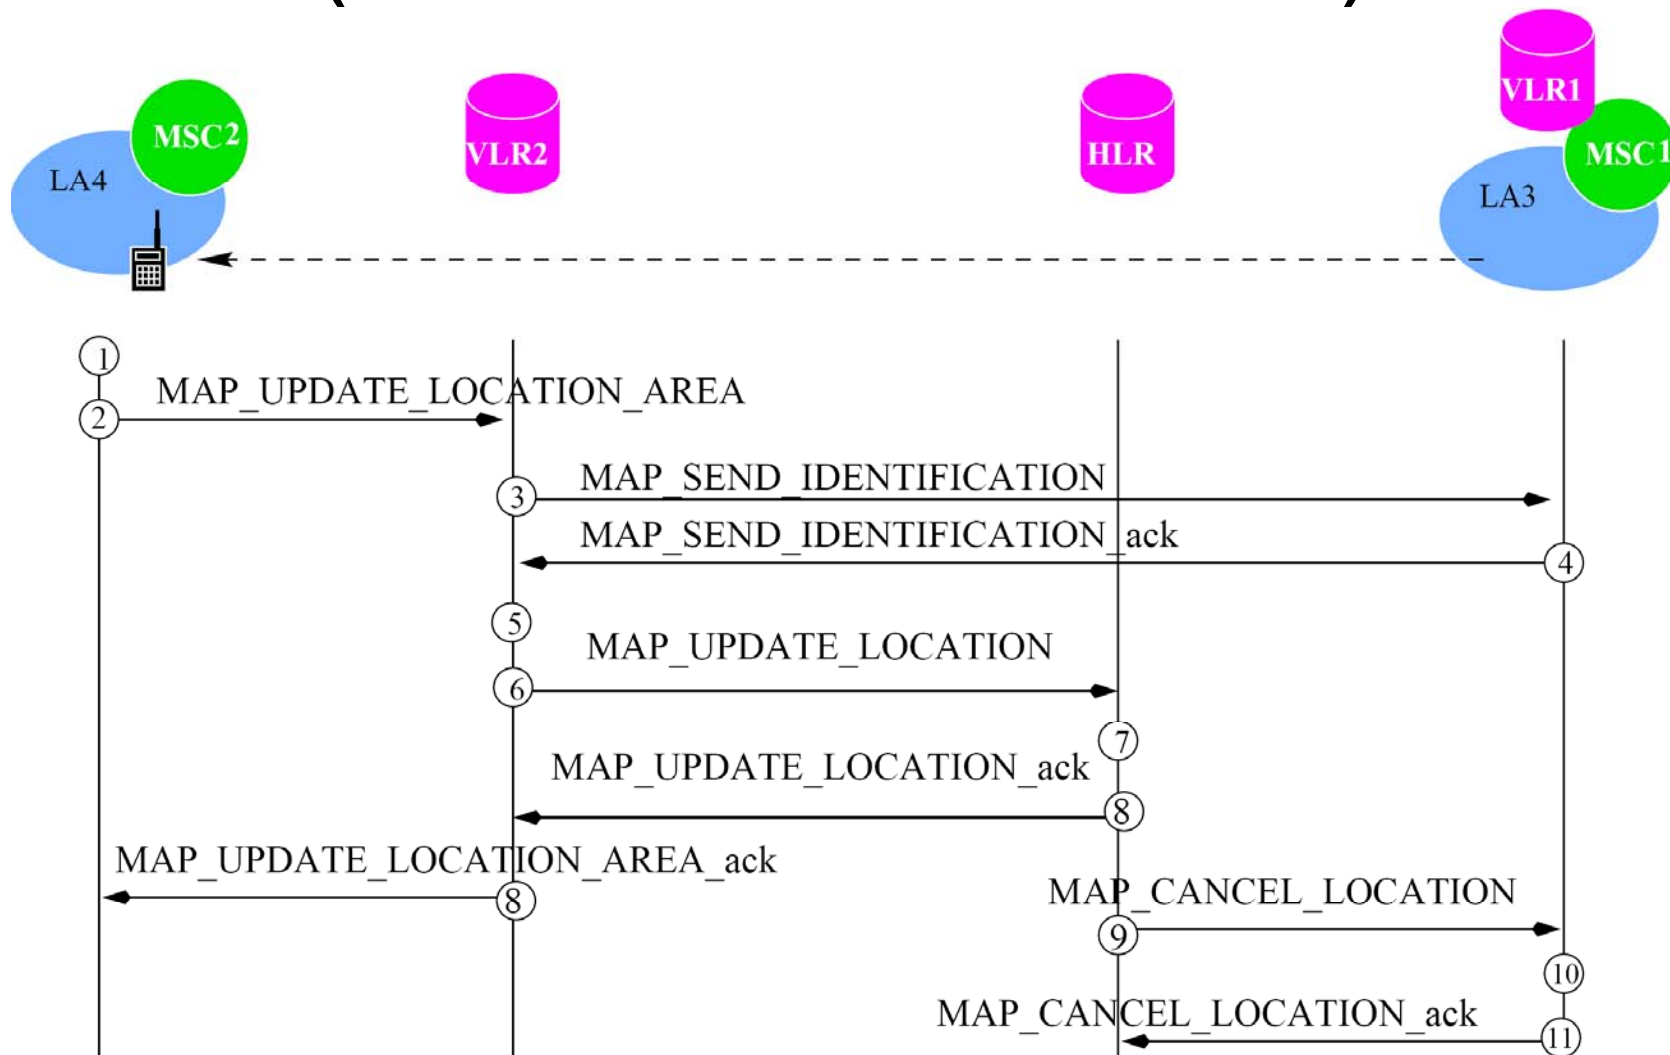 VLR1
MSC2
VLR2
HLR
MSC1
LA4
LA3
1
MAP_UPDATE_LOCATION_AREA
2
MAP_SEND_IDENTIFICATION
3
MAP_SEND_IDENTIFICATION_ack
4
5
MAP_UPDATE_LOCATION
6
7
MAP_UPDATE_LOCATION_ack
8
MAP_UPDATE_LOCATION_AREA_ack
8
MAP_CANCEL_LOCATION
9
10
MAP_CANCEL_LOCATION_ack
11